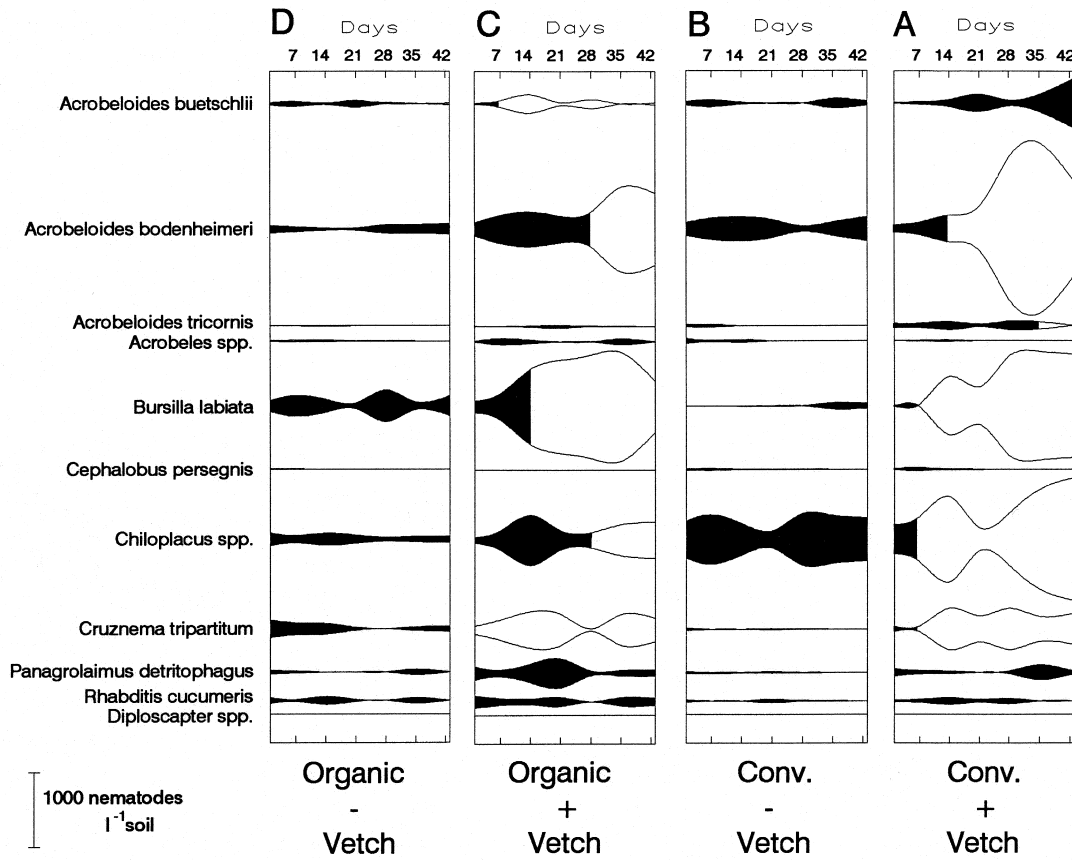 D Days C Days B Days A Days
7 14 21 28 35 42 7 14 21 28 35 42 7 14 21 28 35 42 7 14 21 28 35 42
Acrobeloides buetschlii
Acrobeloides bodenheimeri
Acrobeloides tricornis
Acrobeles spp.
Bursilla labiata
Cephalobus persegnis
Chiloplacus spp.
Cruznema tripartitum
Panagrolaimus detritophagus
Rhabditis cucumeris
Diploscapter spp.
Organic Organic Conv. Conv.
- + - +
Vetch Vetch Vetch Vetch
1000 nematodes
l⁻¹soil